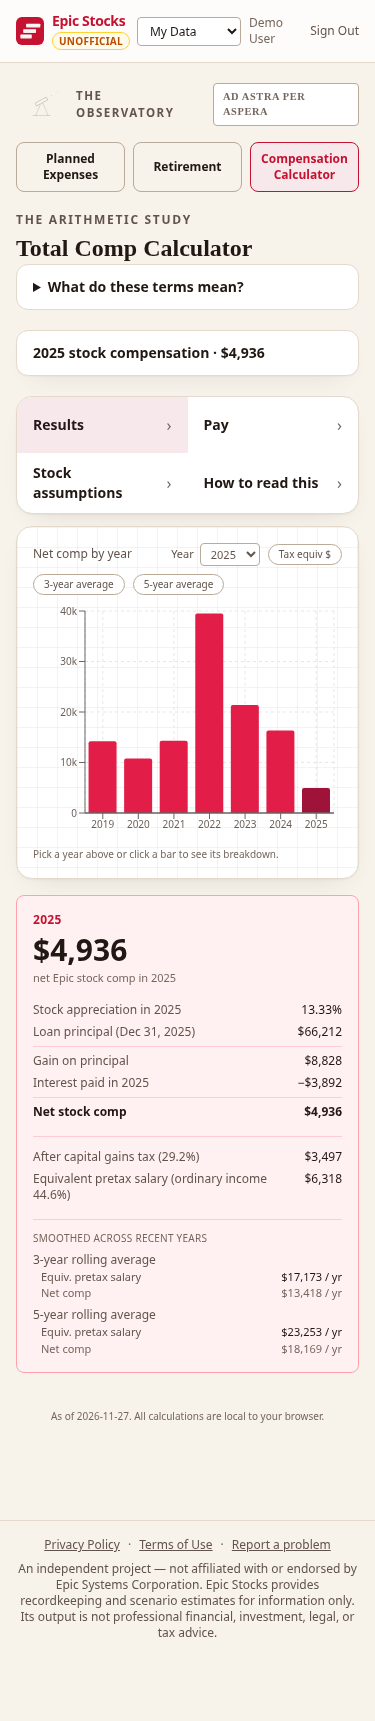 Epic Stocks
UNOFFICIAL
My Data
Demo User
Sign Out
THE OBSERVATORY
AD ASTRA PER ASPERA
Planned Expenses
Retirement
Compensation Calculator
THE ARITHMETIC STUDY
Total Comp Calculator
▶ What do these terms mean?
2025 stock compensation · $4,936
Results ›
Pay ›
Stock assumptions ›
How to read this ›
Net comp by year
Year 2025
Tax equiv $
3-year average
5-year average
40k
30k
20k
10k
0
2019 2020 2021 2022 2023 2024 2025
Pick a year above or click a bar to see its breakdown.
2025
$4,936
net Epic stock comp in 2025
Stock appreciation in 2025 13.33%
Loan principal (Dec 31, 2025) $66,212
Gain on principal $8,828
Interest paid in 2025 −$3,892
Net stock comp $4,936
After capital gains tax (29.2%) $3,497
Equivalent pretax salary (ordinary income 44.6%) $6,318
SMOOTHED ACROSS RECENT YEARS
3-year rolling average
Equiv. pretax salary $17,173 / yr
Net comp $13,418 / yr
5-year rolling average
Equiv. pretax salary $23,253 / yr
Net comp $18,169 / yr
As of 2026-11-27. All calculations are local to your browser.
Privacy Policy · Terms of Use · Report a problem
An independent project — not affiliated with or endorsed by
Epic Systems Corporation. Epic Stocks provides
recordkeeping and scenario estimates for information only.
Its output is not professional financial, investment, legal, or
tax advice.